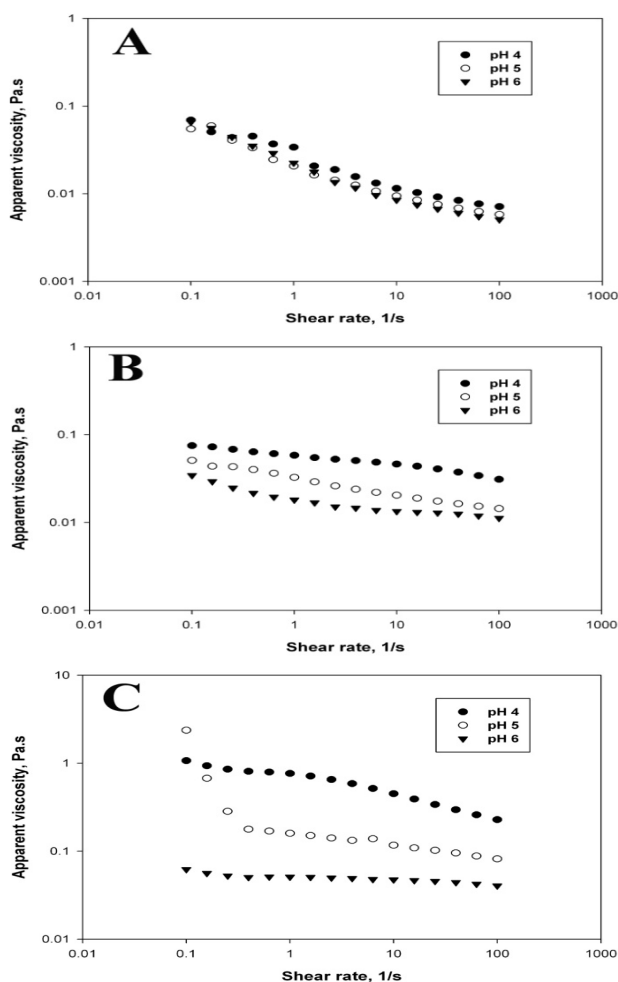 A
pH 4
pH 5
pH 6
Apparent viscosity, Pa.s
1
0.1
0.01
0.001
0.01 0.1 1 10 100 1000
Shear rate, 1/s
B
pH 4
pH 5
pH 6
Apparent viscosity, Pa.s
1
0.1
0.01
0.001
0.01 0.1 1 10 100 1000
Shear rate, 1/s
C
pH 4
pH 5
pH 6
Apparent viscosity, Pa.s
10
1
0.1
0.01
0.01 0.1 1 10 100 1000
Shear rate, 1/s